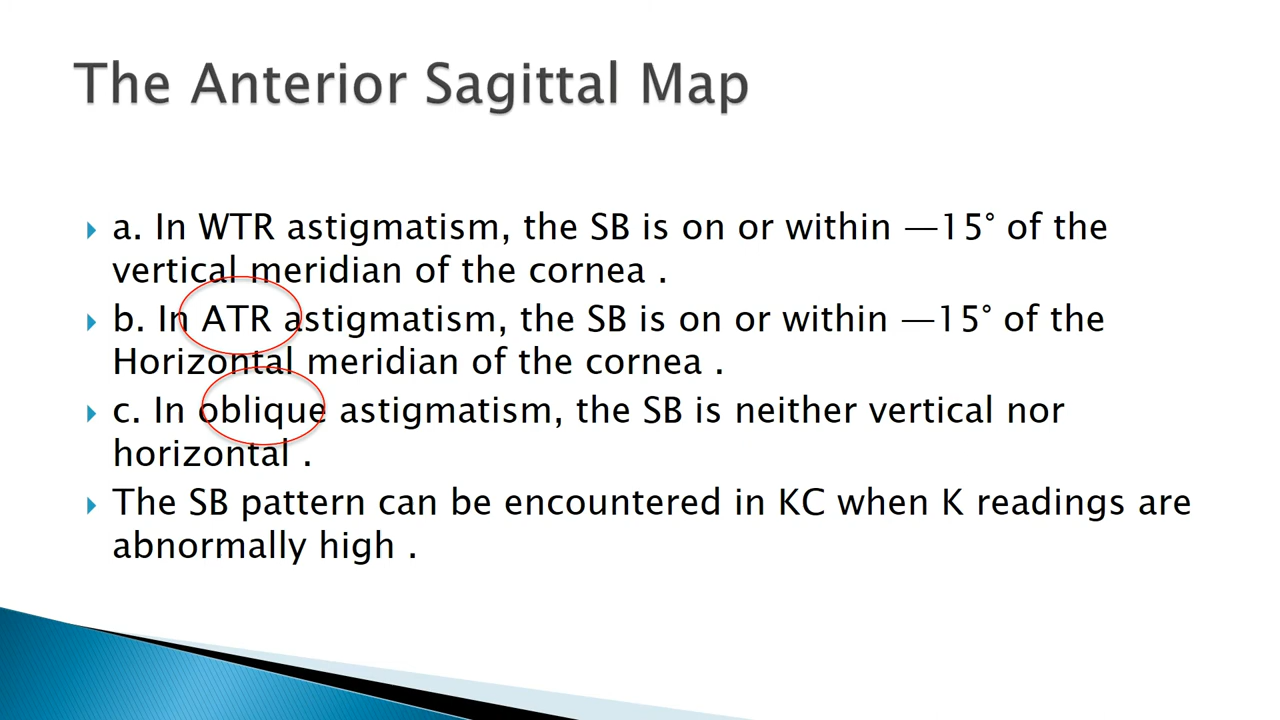 The Anterior Sagittal Map
a. In WTR astigmatism, the SB is on or within —15° of the
vertical meridian of the cornea .
b. In ATR astigmatism, the SB is on or within —15° of the
Horizontal meridian of the cornea .
c. In oblique astigmatism, the SB is neither vertical nor
horizontal .
The SB pattern can be encountered in KC when K readings are
abnormally high .